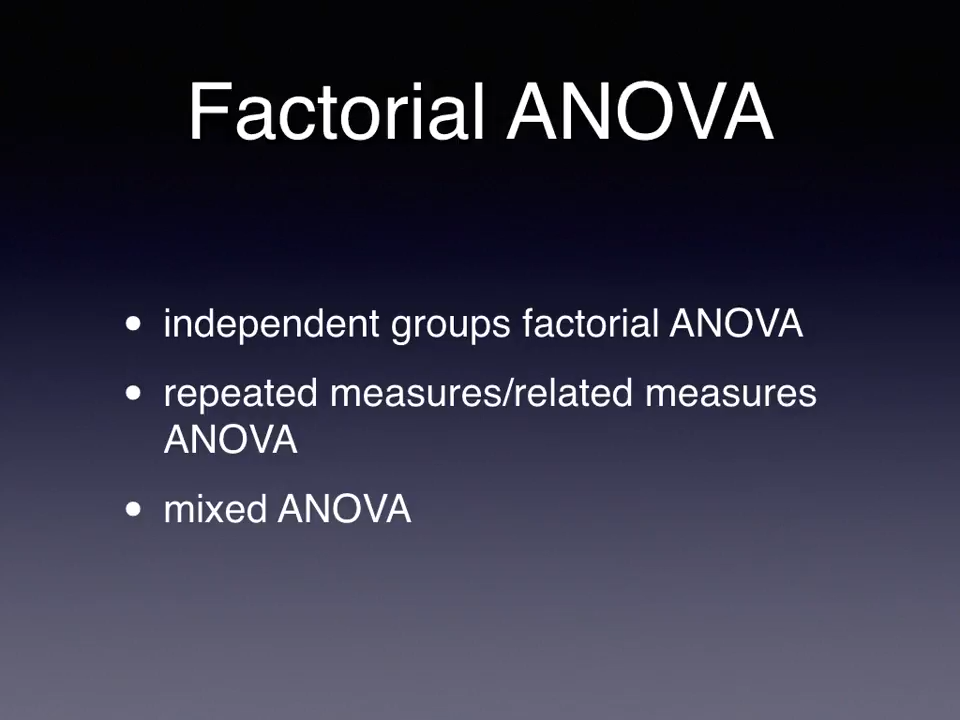 Factorial ANOVA
• independent groups factorial ANOVA
• repeated measures/related measures
ANOVA
• mixed ANOVA